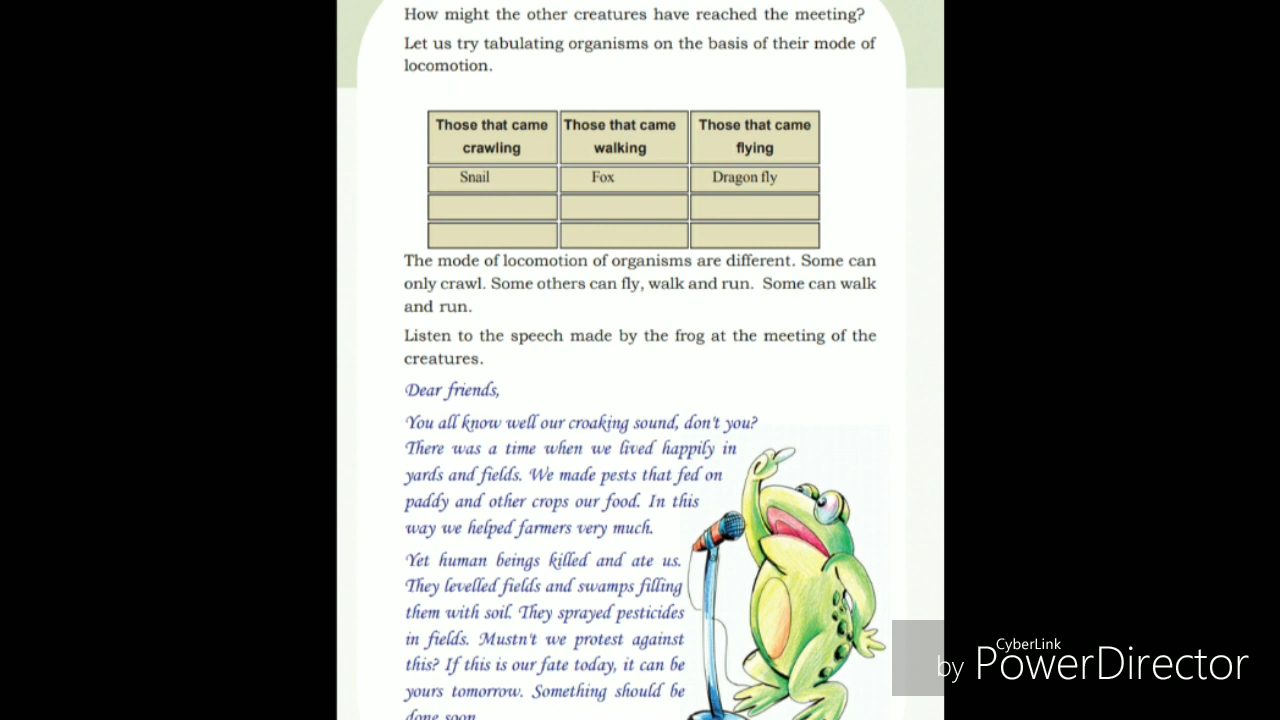 How might the other creatures have reached the meeting?
Let us try tabulating organisms on the basis of their mode of
locomotion.
Those that came crawling
Those that came walking
Those that came flying
Snail
Fox
Dragon fly
The mode of locomotion of organisms are different. Some can
only crawl. Some others can fly, walk and run. Some can walk
and run.
Listen to the speech made by the frog at the meeting of the
creatures.
Dear friends,
You all know well our croaking sound, don't you?
There was a time when we lived happily in
yards and fields. We made pests that fed on
paddy and other crops our food. In this
way we helped farmers very much.
Yet human beings killed and ate us.
They levelled fields and swamps filling
them with soil. They sprayed pesticides
in fields. Mustn't we protest against
this? If this is our fate today, it can be
yours tomorrow. Something should be
done soon
CyberLink
by PowerDirector